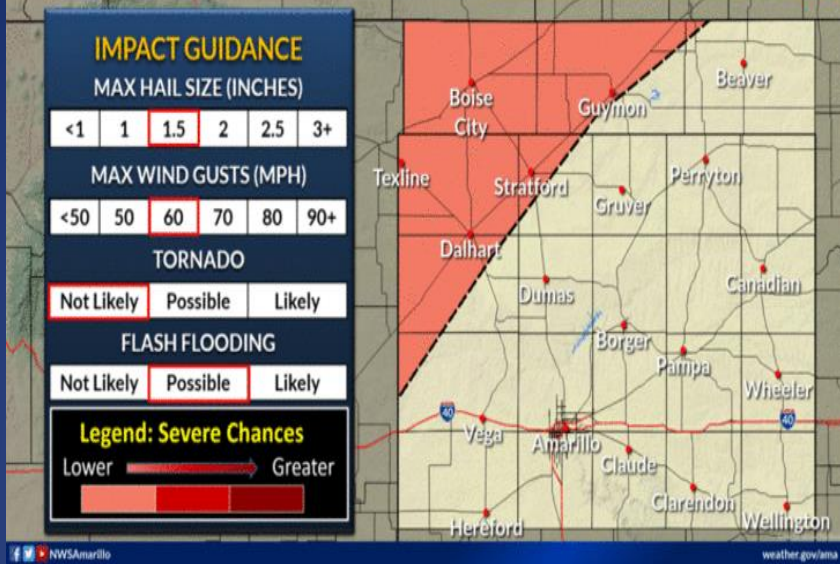 IMPACT GUIDANCE
MAX HAIL SIZE (INCHES)
<1 1 1.5 2 2.5 3+
MAX WIND GUSTS (MPH)
<50 50 60 70 80 90+
TORNADO
Not Likely Possible Likely
FLASH FLOODING
Not Likely Possible Likely
Legend: Severe Chances
Lower Greater
Boise
City
Guymon
Beaver
Texline
Stratford
Gruver
Perryton
Dalhart
Dumas
Canadian
Borger
Pampa
Wheeler
40
40
Vega
Amarillo
Claude
Clarendon
Hereford
Wellington
NWSAmarillo
weather.gov/ama